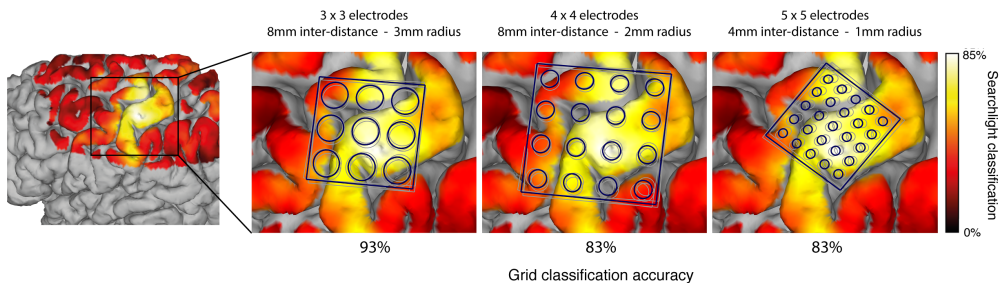 3 x 3 electrodes
8mm inter-distance - 3mm radius
4 x 4 electrodes
8mm inter-distance - 2mm radius
5 x 5 electrodes
4mm inter-distance - 1mm radius
85%
Searchlight classification
0%
93%
83%
83%
Grid classification accuracy